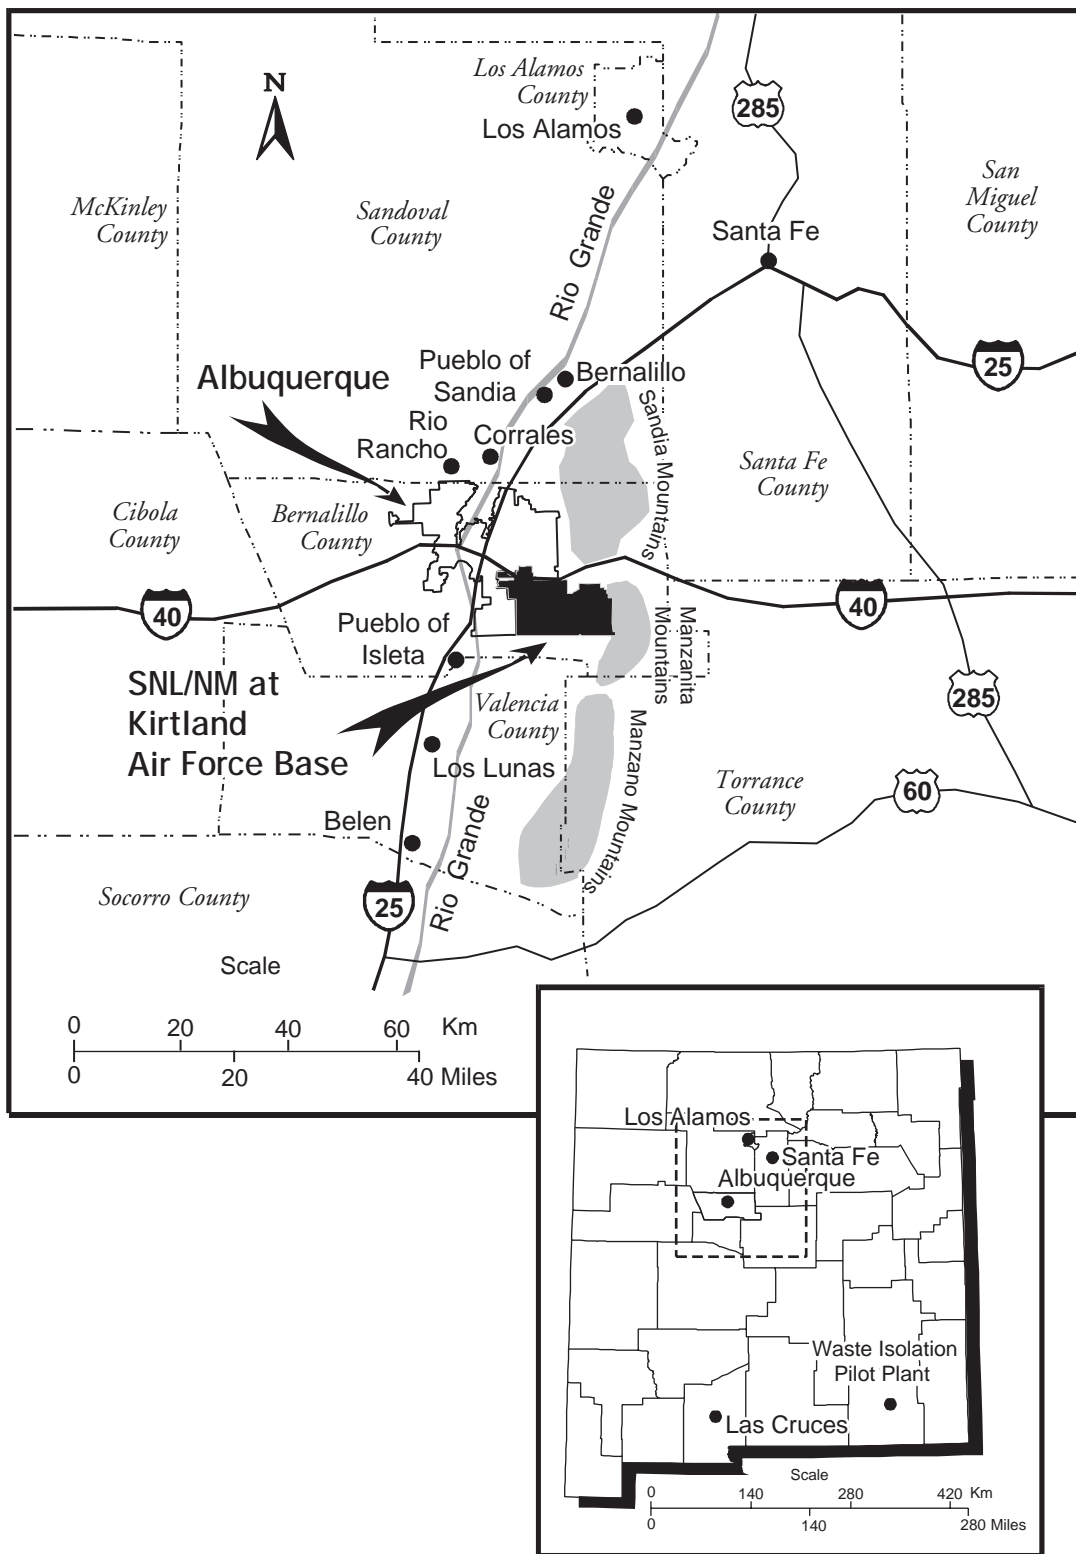 N
Los Alamos
County
Los Alamos
285
McKinley
County
Sandoval
County
San
Miguel
County
Santa Fe
Rio Grande
25
Pueblo of
Sandia
Bernalillo
Albuquerque
Rio
Rancho
Corrales
Sandia Mountains
Santa Fe
County
Cibola
County
Bernalillo
County
40
40
Pueblo of
Isleta
Manzanita
Mountains
SNL/NM at
Kirtland
Air Force Base
Valencia
County
285
Los Lunas
Manzano Mountains
Torrance
County
60
Belen
Rio Grande
Socorro County
25
Scale
0 20 40 60 Km
0 20 40 Miles
Los Alamos
Santa Fe
Albuquerque
Waste Isolation
Pilot Plant
Las Cruces
Scale
0 140 280 420 Km
0 140 280 Miles